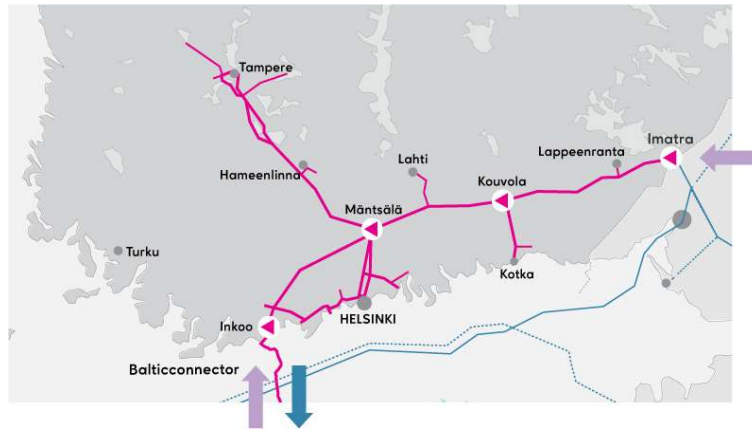 Tampere
Imatra
Lahti
Lappeenranta
Hameenlinna
Kouvola
Mäntsälä
Turku
Kotka
HELSINKI
Inkoo
Balticconnector